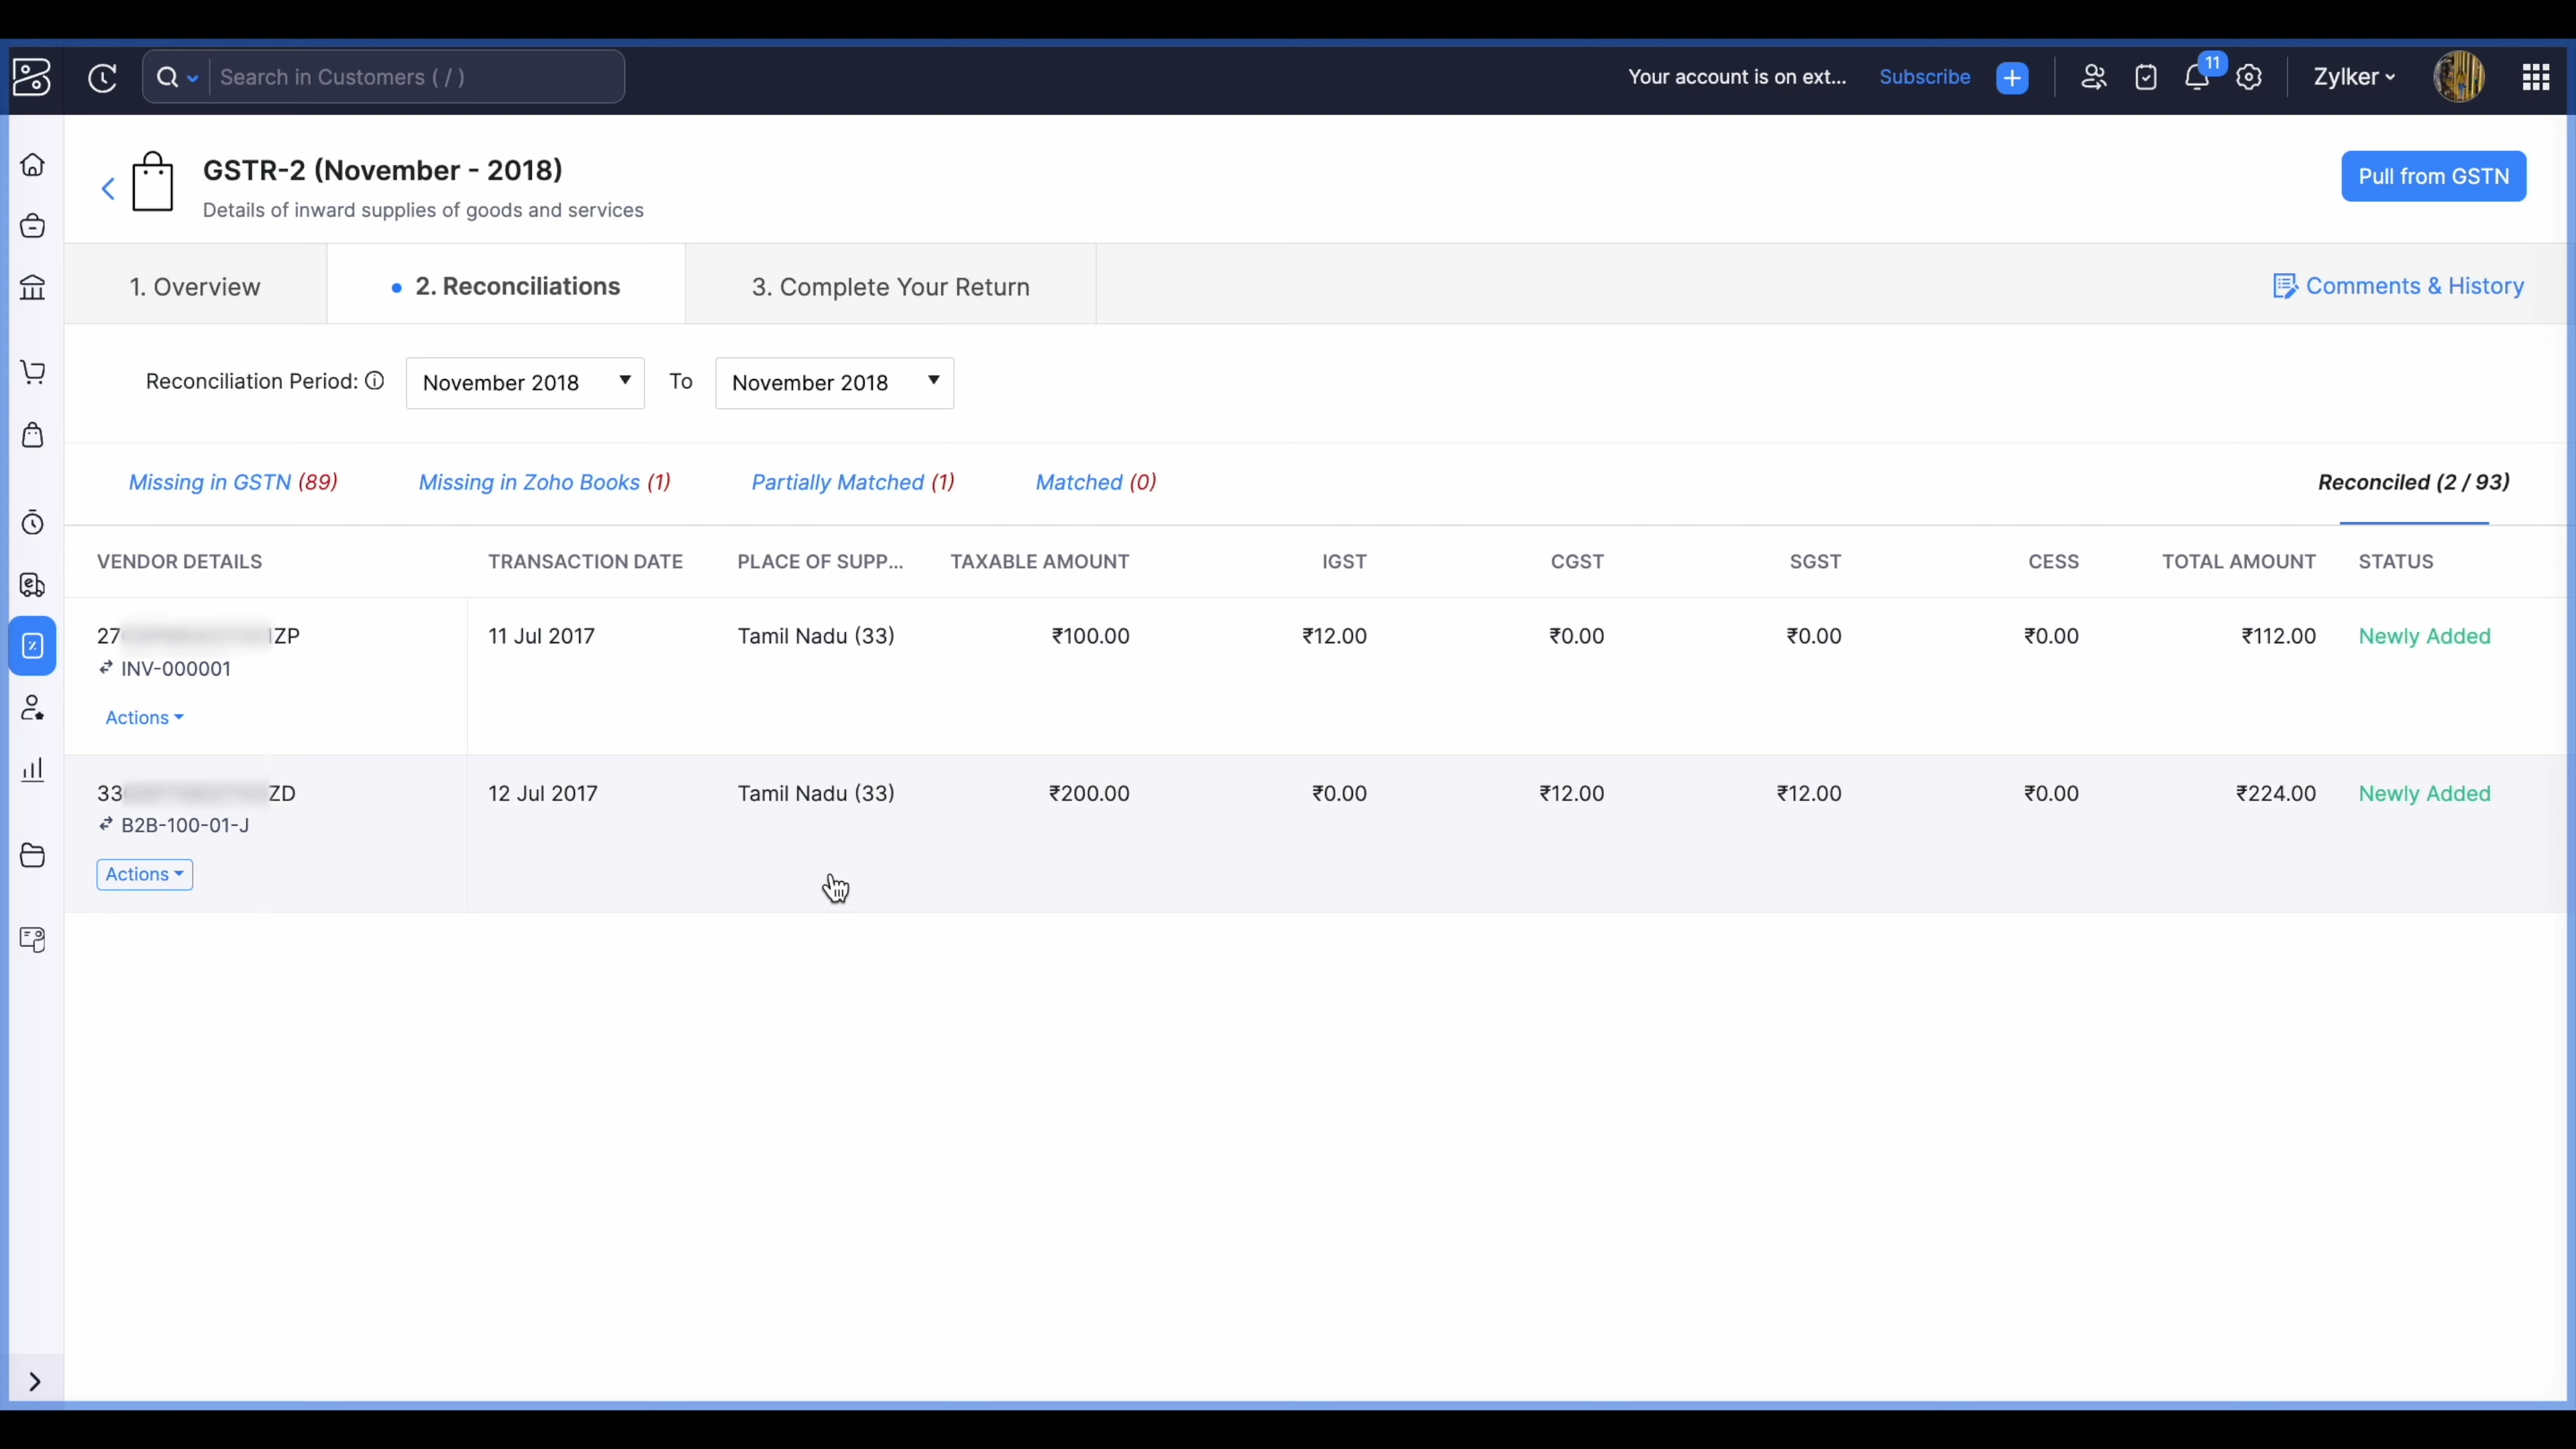 Search in Customers ( / )
Your account is on ext...
Subscribe
11
Zylker
GSTR-2 (November - 2018)
Details of inward supplies of goods and services
Pull from GSTN
1. Overview
2. Reconciliations
3. Complete Your Return
Comments & History
Reconciliation Period:
November 2018
To
November 2018
Missing in GSTN (89)
Missing in Zoho Books (1)
Partially Matched (1)
Matched (0)
Reconciled (2 / 93)
VENDOR DETAILS TRANSACTION DATE PLACE OF SUPP... TAXABLE AMOUNT IGST CGST SGST CESS TOTAL AMOUNT STATUS
27 ZP 11 Jul 2017 Tamil Nadu (33) ₹100.00 ₹12.00 ₹0.00 ₹0.00 ₹0.00 ₹112.00 Newly Added
INV-000001
Actions
33 ZD 12 Jul 2017 Tamil Nadu (33) ₹200.00 ₹0.00 ₹12.00 ₹12.00 ₹0.00 ₹224.00 Newly Added
B2B-100-01-J
Actions